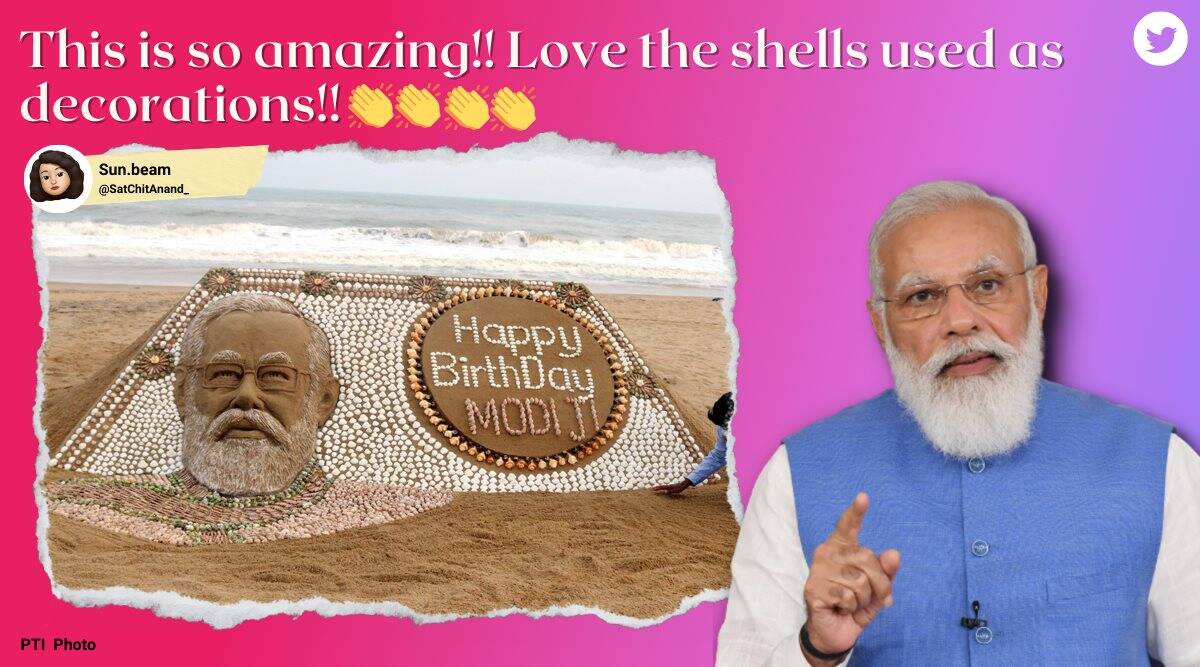 This is so amazing!! Love the shells used as
decorations!! 👏👏👏👏
Sun.beam
@SatChitAnand_
Happy
BirthDay
MODI JI
PTI Photo